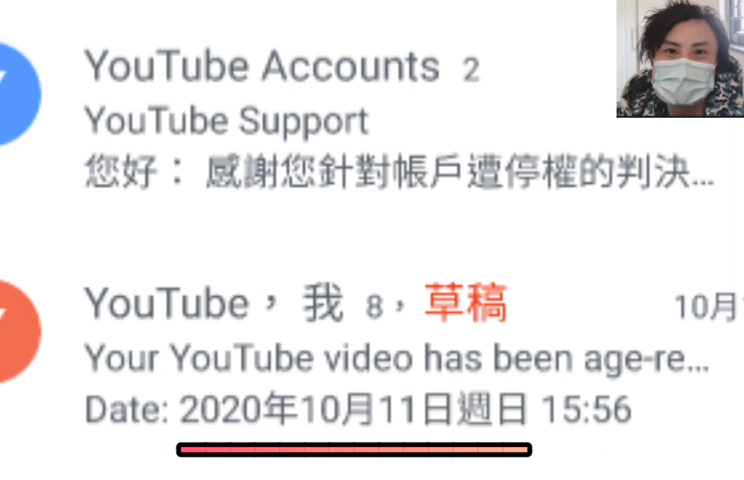 YouTube Accounts 2
YouTube Support
您好： 感謝您針對帳戶遭停權的判決...
YouTube， 我 8， 草稿 10月
Your YouTube video has been age-re...
Date: 2020年10月11日週日 15:56